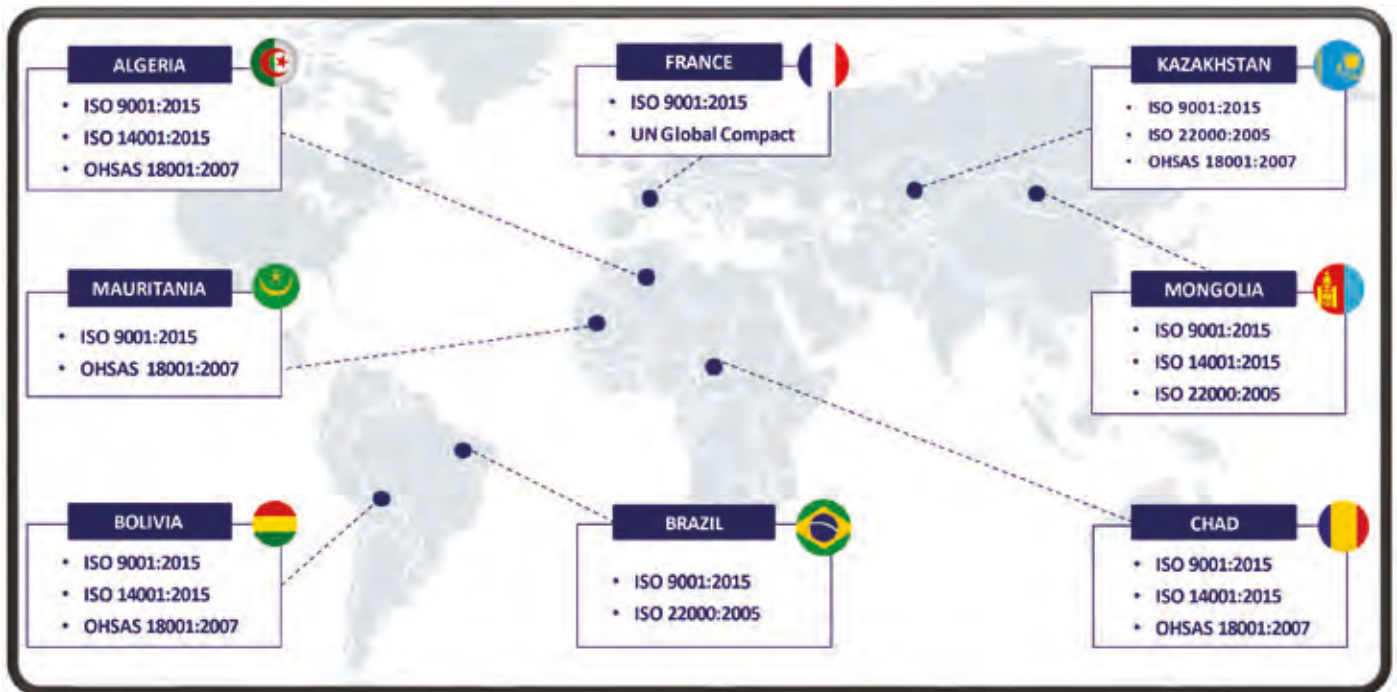 ALGERIA
• ISO 9001:2015
• ISO 14001:2015
• OHSAS 18001:2007
FRANCE
• ISO 9001:2015
• UN Global Compact
KAZAKHSTAN
• ISO 9001:2015
• ISO 22000:2005
• OHSAS 18001:2007
MAURITANIA
• ISO 9001:2015
• OHSAS 18001:2007
MONGOLIA
• ISO 9001:2015
• ISO 14001:2015
• ISO 22000:2005
BOLIVIA
• ISO 9001:2015
• ISO 14001:2015
• OHSAS 18001:2007
BRAZIL
• ISO 9001:2015
• ISO 22000:2005
CHAD
• ISO 9001:2015
• ISO 14001:2015
• OHSAS 18001:2007